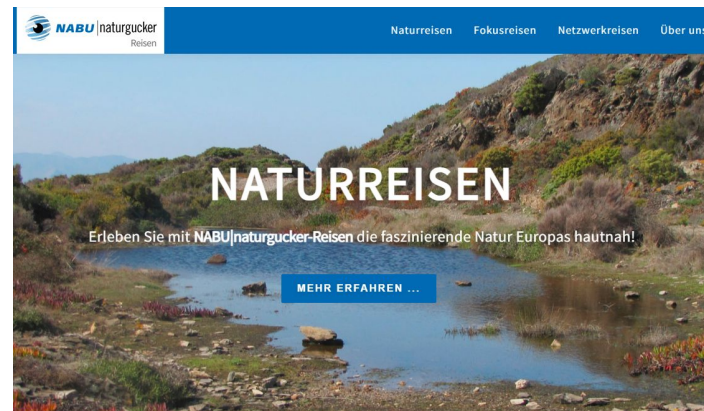 NABU|naturgucker
Reisen
Naturreisen Fokusreisen Netzwerkreisen Über uns
NATURREISEN
Erleben Sie mit NABU|naturgucker-Reisen die faszinierende Natur Europas hautnah!
MEHR ERFAHREN ...